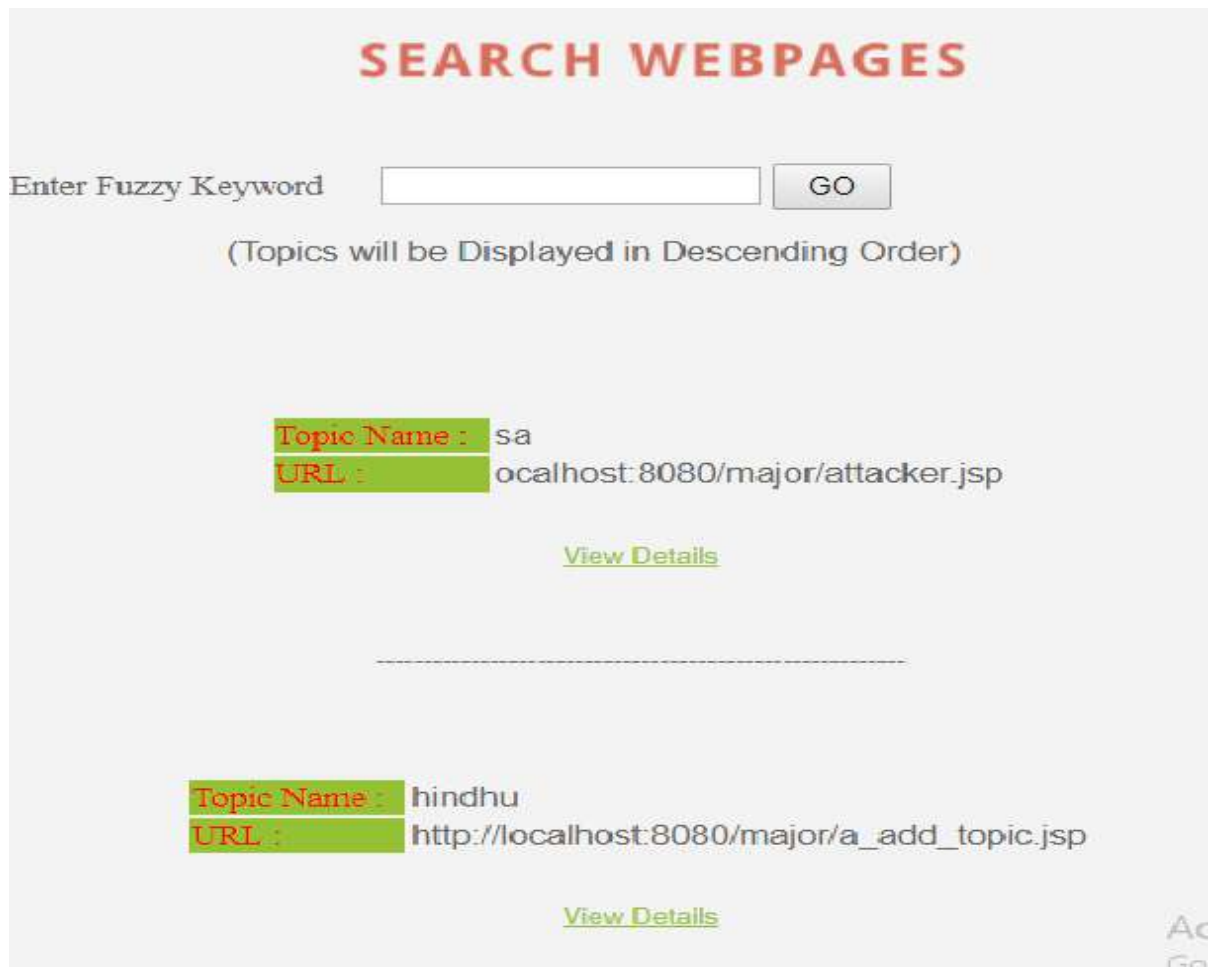 SEARCH WEBPAGES
Enter Fuzzy Keyword GO
(Topics will be Displayed in Descending Order)
Topic Name : sa
URL : ocalhost:8080/major/attacker.jsp
View Details
Topic Name : hindhu
URL : http://localhost:8080/major/a_add_topic.jsp
View Details